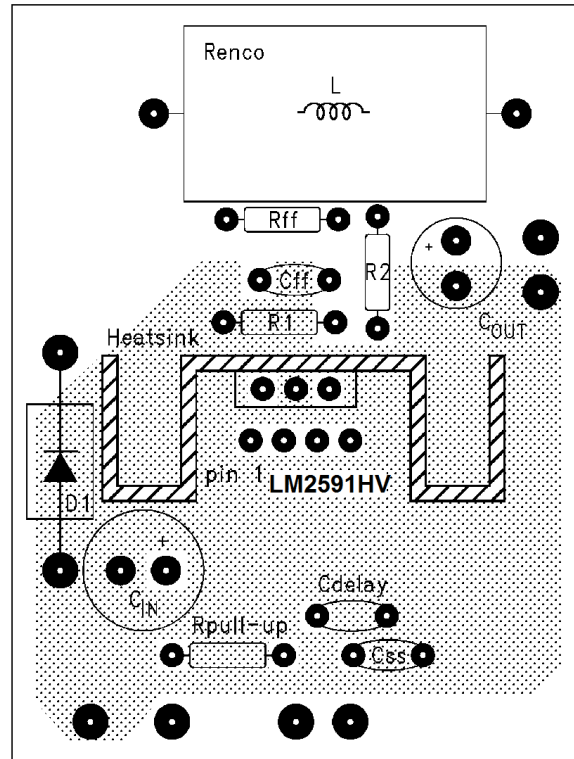 Renco
L
Rff
R2
+
Cff
R1
COUT
Heatsink
pin 1
LM2591HV
D1
+
CIN
Cdelay
Rpull-up
Css